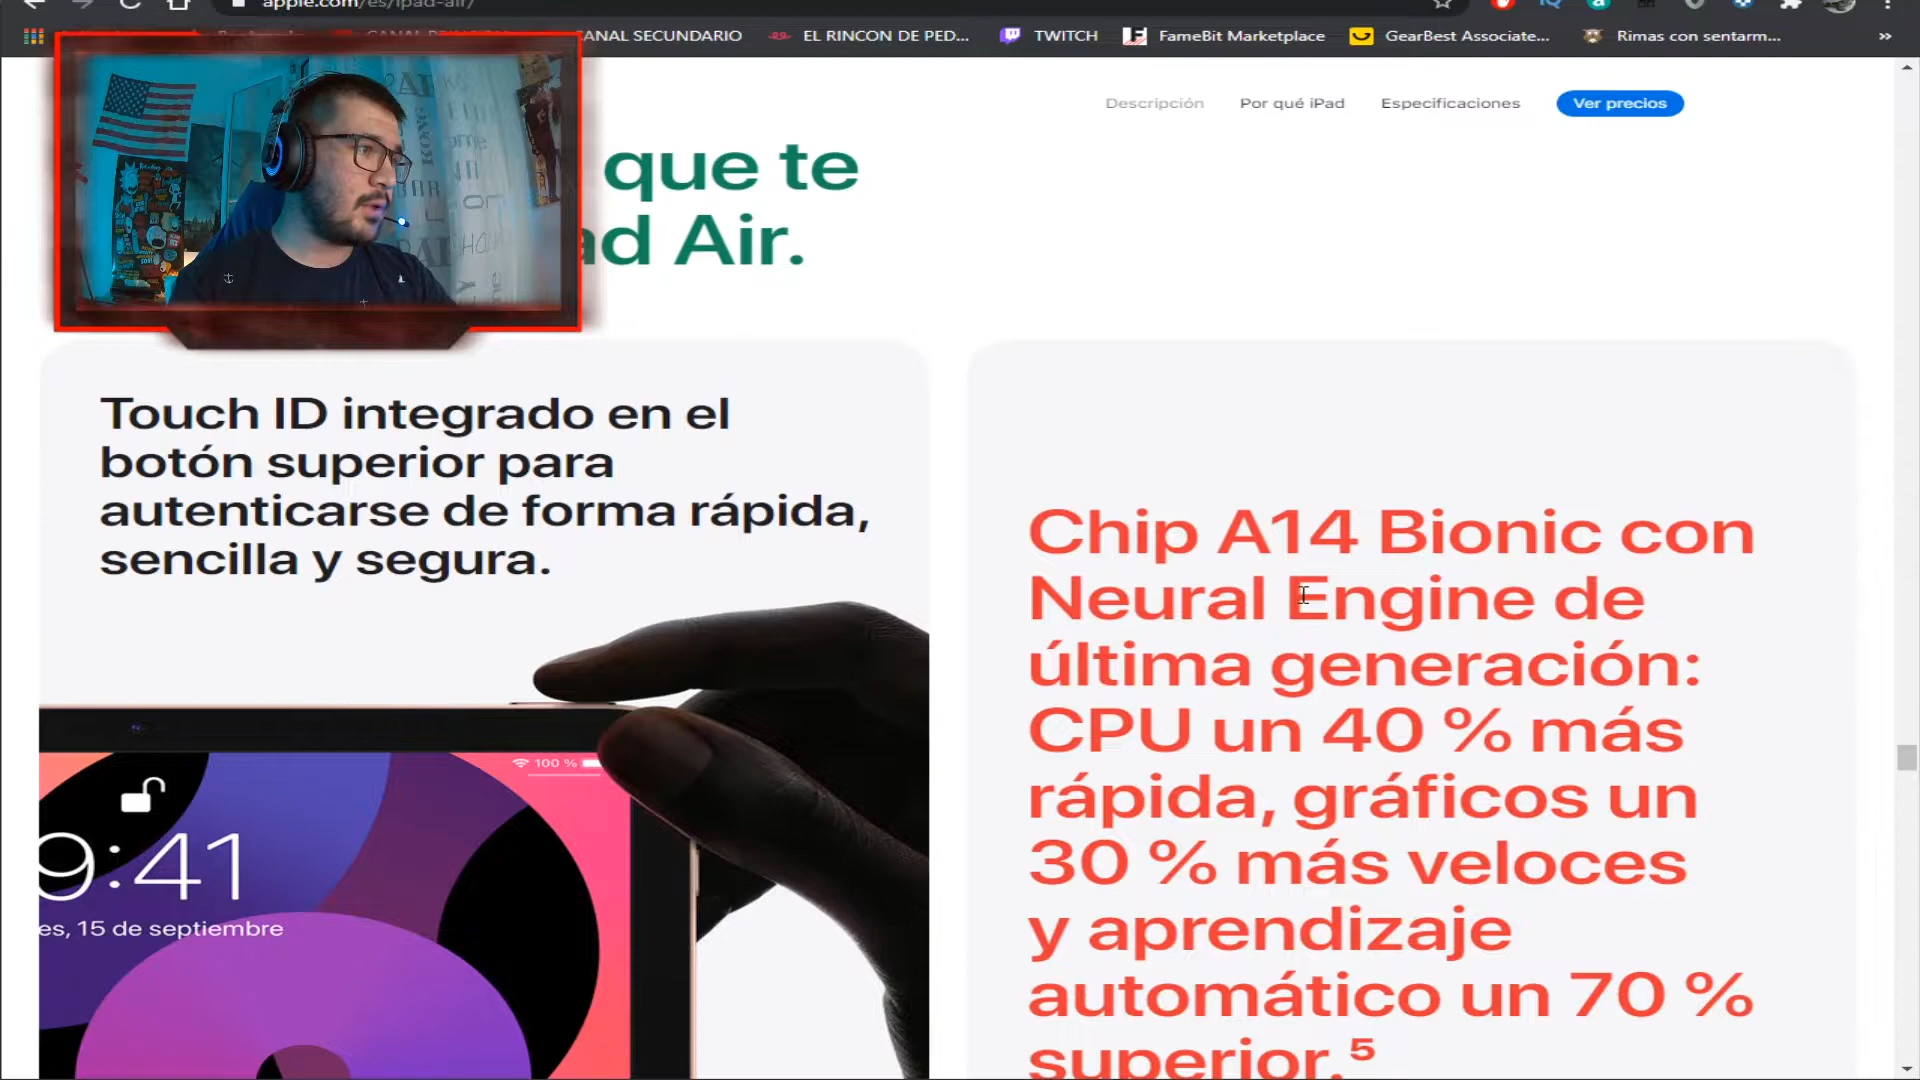 apple.com/es/ipad-air/
CANAL SECUNDARIO
EL RINCON DE PED...
TWITCH
FameBit Marketplace
GearBest Associate...
Rimas con sentarm...
»
Descripción
Por qué iPad
Especificaciones
Ver precios
que te
ad Air.
Touch ID integrado en el
botón superior para
autenticarse de forma rápida,
sencilla y segura.
100 %
9:41
es, 15 de septiembre
Chip A14 Bionic con
Neural Engine de
última generación:
CPU un 40 % más
rápida, gráficos un
30 % más veloces
y aprendizaje
automático un 70 %
superior.⁵